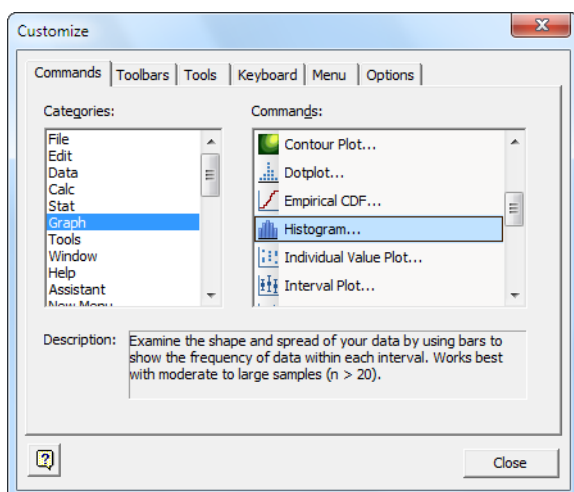 Customize
Commands Toolbars Tools Keyboard Menu Options
Categories:
File
Edit
Data
Calc
Stat
Graph
Tools
Window
Help
Assistant
New Menu
Commands:
Contour Plot...
Dotplot...
Empirical CDF...
Histogram...
Individual Value Plot...
Interval Plot...
Description:
Examine the shape and spread of your data by using bars to
show the frequency of data within each interval. Works best
with moderate to large samples (n > 20).
Close